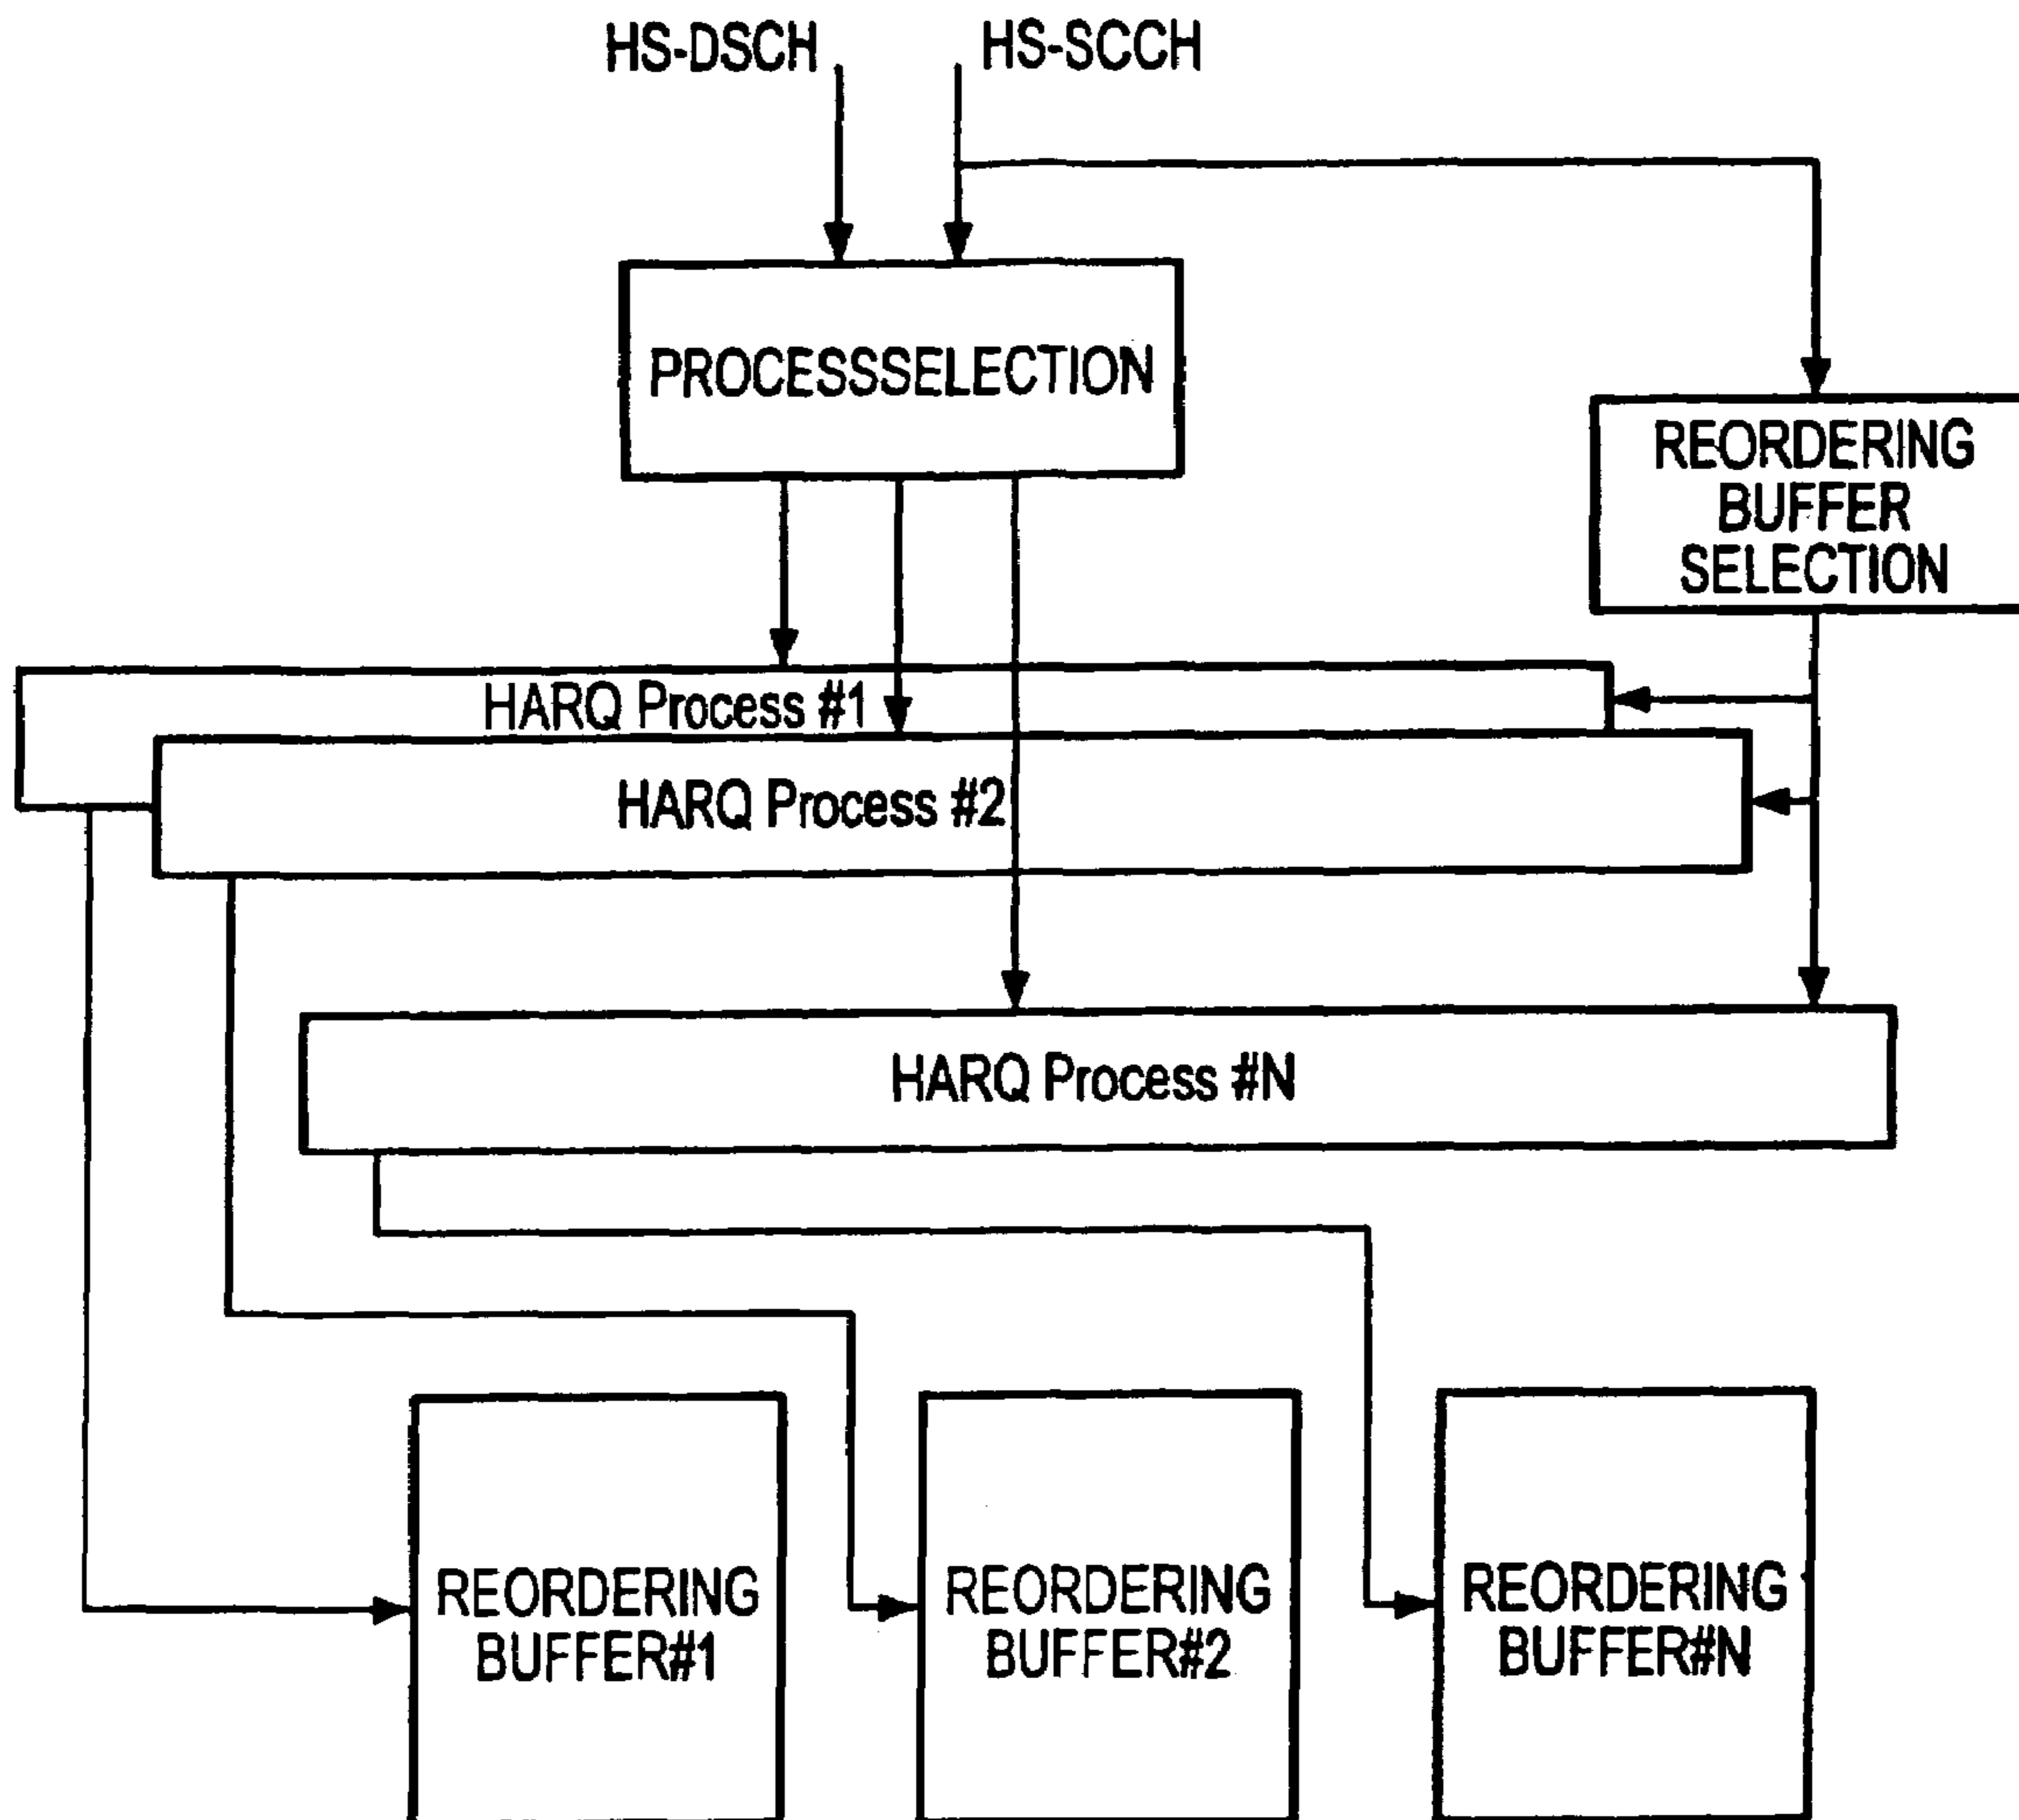 HS-DSCH HS-SCCH
PROCESSSELECTION
REORDERING
BUFFER
SELECTION
HARQ Process #1
HARQ Process #2
HARQ Process #N
REORDERING
BUFFER#1
REORDERING
BUFFER#2
REORDERING
BUFFER#N